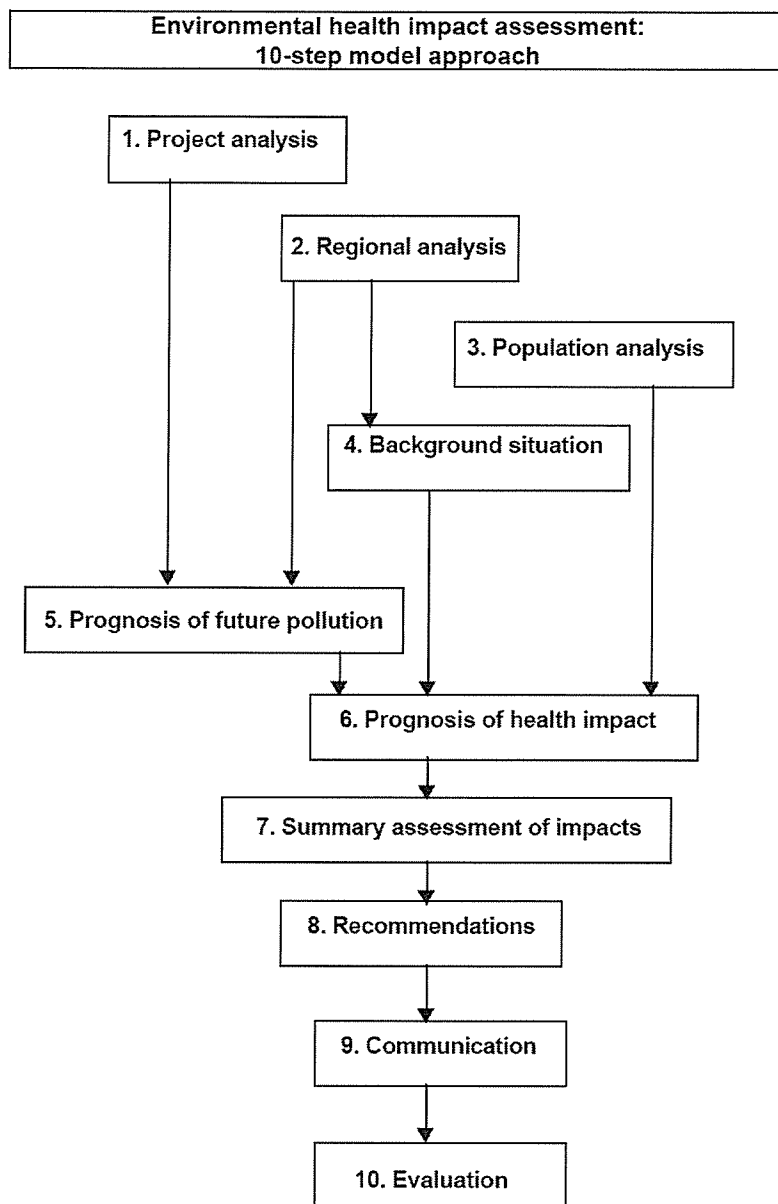 Environmental health impact assessment:
10-step model approach
1. Project analysis
2. Regional analysis
3. Population analysis
4. Background situation
5. Prognosis of future pollution
6. Prognosis of health impact
7. Summary assessment of impacts
8. Recommendations
9. Communication
10. Evaluation